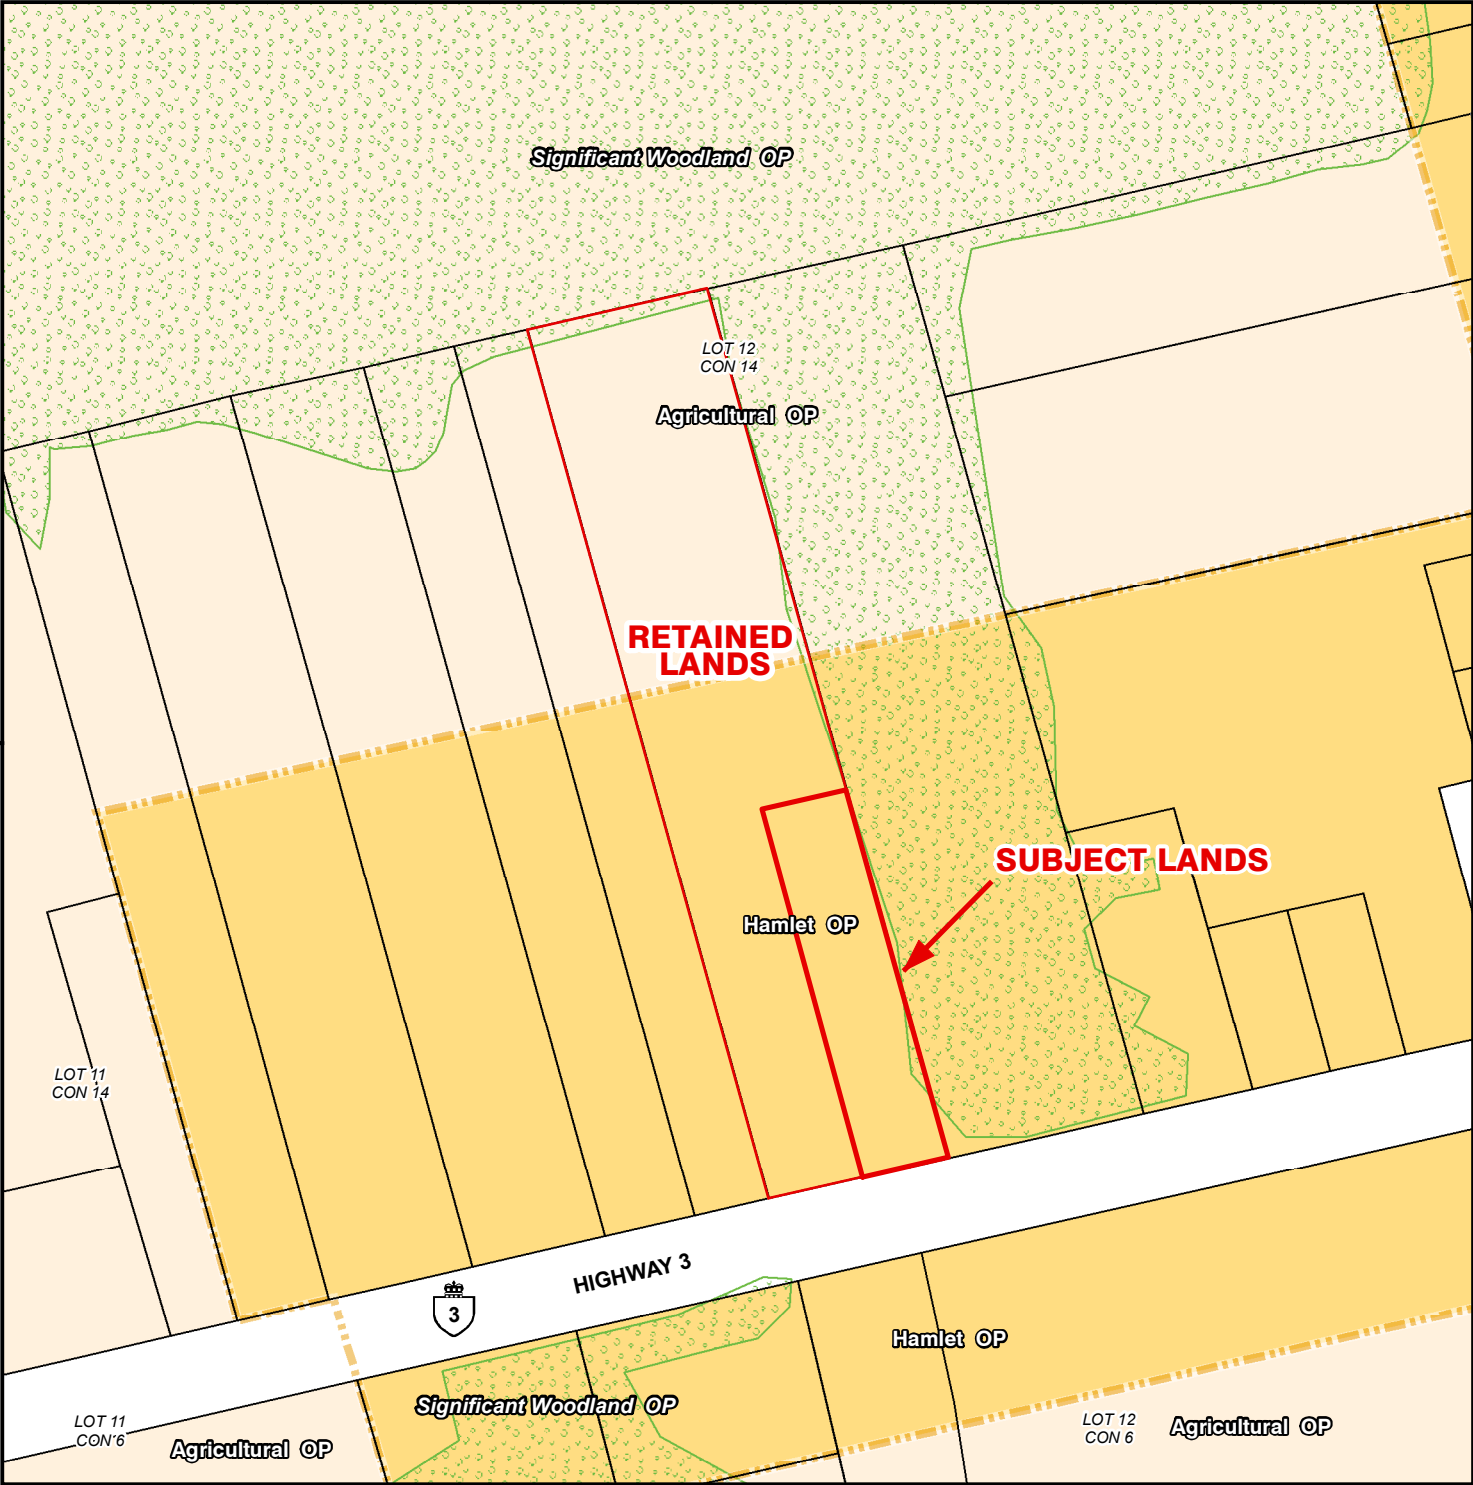 Significant Woodland OP
LOT 12
CON 14
Agricultural OP
RETAINED
LANDS
SUBJECT LANDS
Hamlet OP
LOT 11
CON 14
HIGHWAY 3
3
Hamlet OP
Significant Woodland OP
LOT 11
CON 6
Agricultural OP
LOT 12
CON 6
Agricultural OP